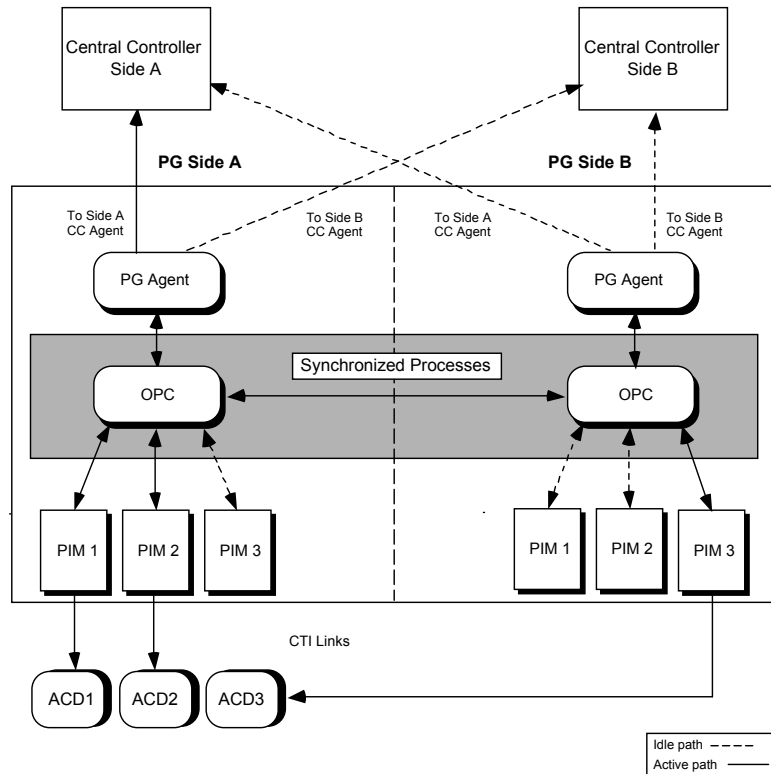 Central Controller
Side A
Central Controller
Side B
PG Side A
PG Side B
To Side A
CC Agent
To Side B
CC Agent
To Side A
CC Agent
To Side B
CC Agent
PG Agent
PG Agent
Synchronized Processes
OPC
OPC
PIM 1
PIM 2
PIM 3
PIM 1
PIM 2
PIM 3
CTI Links
ACD1
ACD2
ACD3
Idle path
Active path